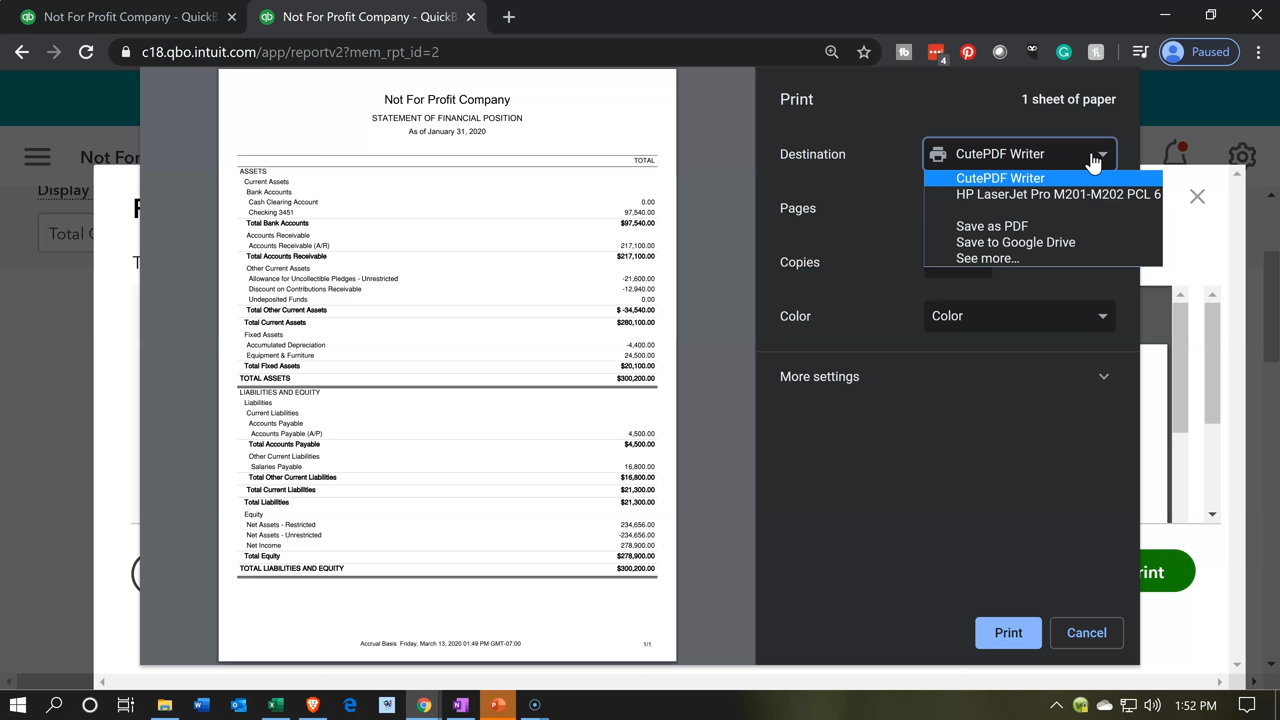 Not For Profit Company - QuickB
Not For Profit Company - QuickB
c18.qbo.intuit.com/reportv2?memrpt_id=2
4
Paused
Not For
Display
Total C
Not For Profit Company
STATEMENT OF FINANCIAL POSITION
As of January 31, 2020
TOTAL
ASSETS
Current Assets
Bank Accounts
Cash Clearing Account 0.00
Checking 3451 97,540.00
Total Bank Accounts $97,540.00
Accounts Receivable
Accounts Receivable (A/R) 217,100.00
Total Accounts Receivable $217,100.00
Other Current Assets
Allowance for Uncollectible Pledges - Unrestricted -21,600.00
Discount on Contributions Receivable -12,940.00
Undeposited Funds 0.00
Total Other Current Assets $ -34,540.00
Total Current Assets $280,100.00
Fixed Assets
Accumulated Depreciation -4,400.00
Equipment & Furniture 24,500.00
Total Fixed Assets $20,100.00
TOTAL ASSETS $300,200.00
LIABILITIES AND EQUITY
Liabilities
Current Liabilities
Accounts Payable
Accounts Payable (A/P) 4,500.00
Total Accounts Payable $4,500.00
Other Current Liabilities
Salaries Payable 16,800.00
Total Other Current Liabilities $16,800.00
Total Current Liabilities $21,300.00
Total Liabilities $21,300.00
Equity
Net Assets - Restricted 234,656.00
Net Assets - Unrestricted -234,656.00
Net Income 278,900.00
Total Equity $278,900.00
TOTAL LIABILITIES AND EQUITY $300,200.00
Accrual Basis Friday, March 13, 2020 01:49 PM GMT-07:00 1/1
Print 1 sheet of paper
Destination CutePDF Writer
CutePDF Writer
HP LaserJet Pro M201-M202 PCL 6
Save as PDF
Save to Google Drive
See more...
Pages
Copies
Color Color
More settings
Print Cancel
rint
1:52 PM